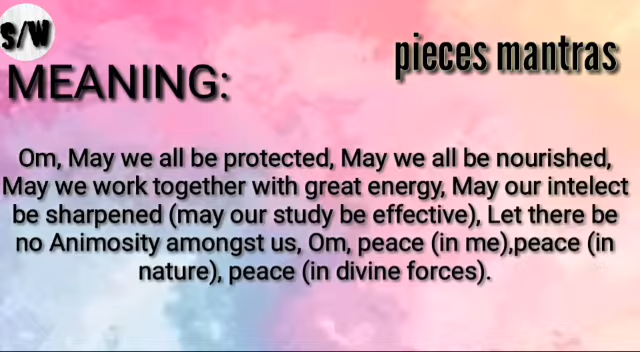 S/W
pieces mantras
MEANING:
Om, May we all be protected, May we all be nourished,
May we work together with great energy, May our intelect
be sharpened (may our study be effective), Let there be
no Animosity amongst us, Om, peace (in me),peace (in
nature), peace (in divine forces).